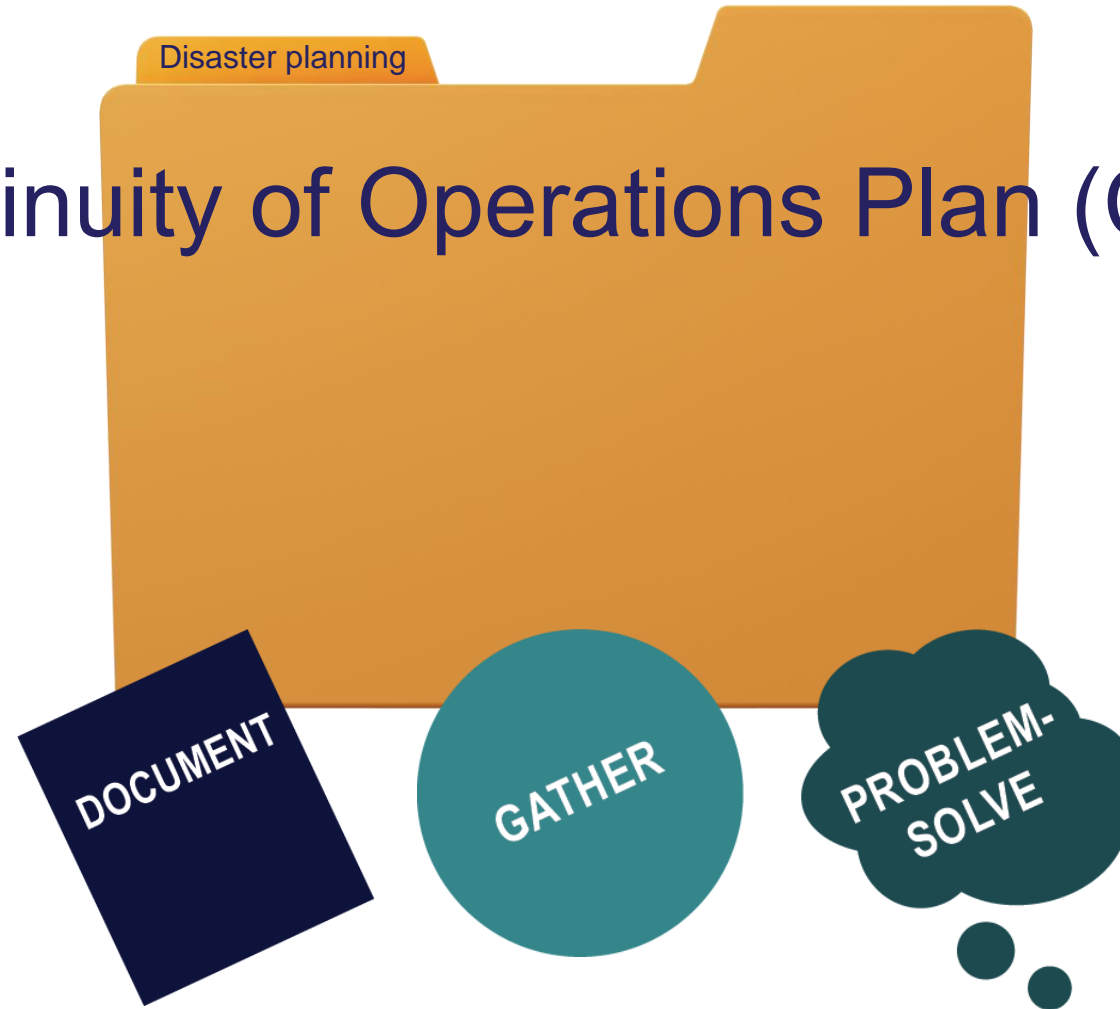 Disaster planning
inuity of Operations Plan (
DOCUMENT
GATHER
PROBLEM-
SOLVE